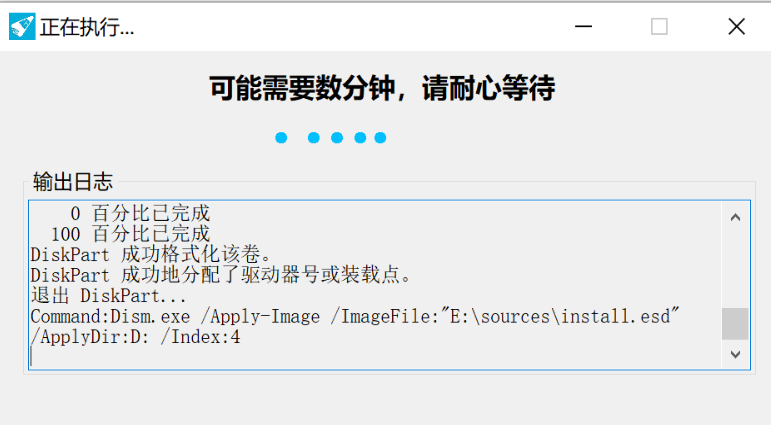 正在执行...
可能需要数分钟，请耐心等待
输出日志
0 百分比已完成
100 百分比已完成
DiskPart 成功格式化该卷。
DiskPart 成功地分配了驱动器号或装载点。
退出 DiskPart...
Command:Dism.exe /Apply-Image /ImageFile:"E:\sources\install.esd"
/ApplyDir:D: /Index:4